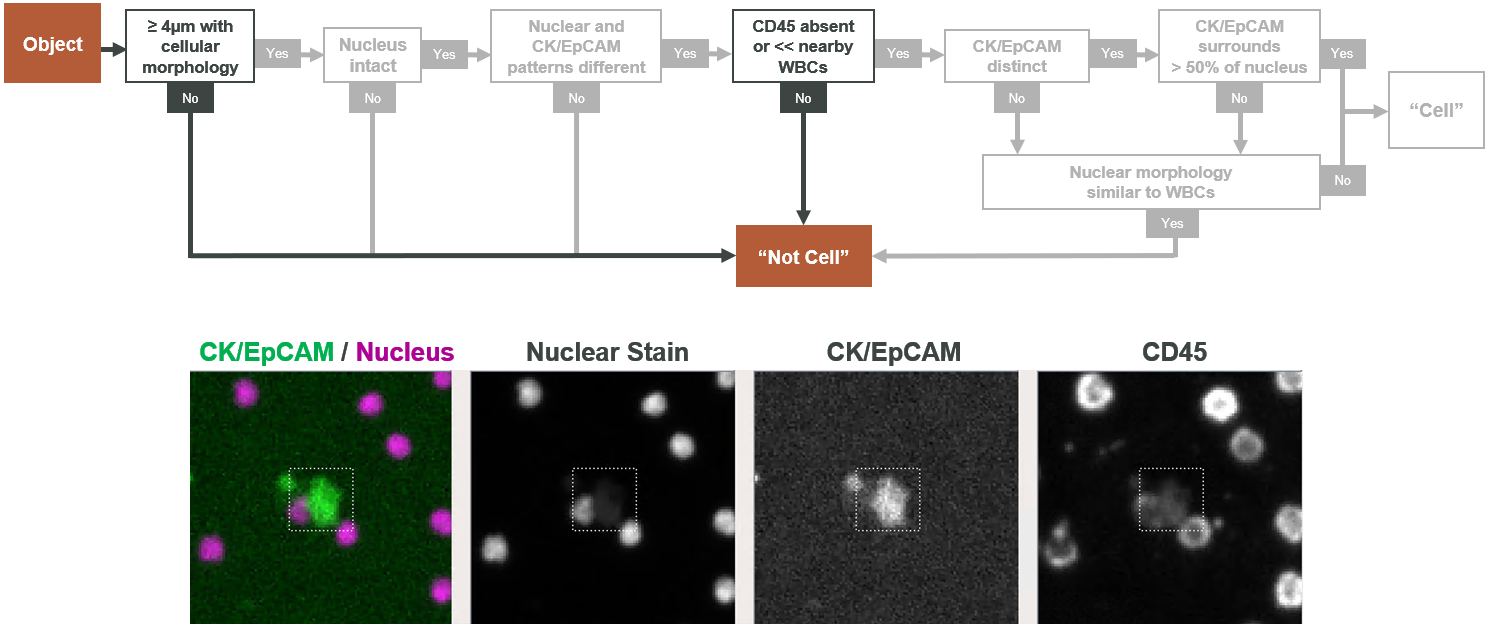 Object
≥ 4µm with
cellular
morphology
Yes
No
Nucleus
intact
Yes
No
Nuclear and
CK/EpCAM
patterns different
Yes
No
CD45 absent
or << nearby
WBCs
Yes
No
CK/EpCAM
distinct
Yes
No
CK/EpCAM
surrounds
> 50% of nucleus
Yes
No
"Cell"
Nuclear morphology
similar to WBCs
No
Yes
“Not Cell”
CK/EpCAM / Nucleus
Nuclear Stain
CK/EpCAM
CD45